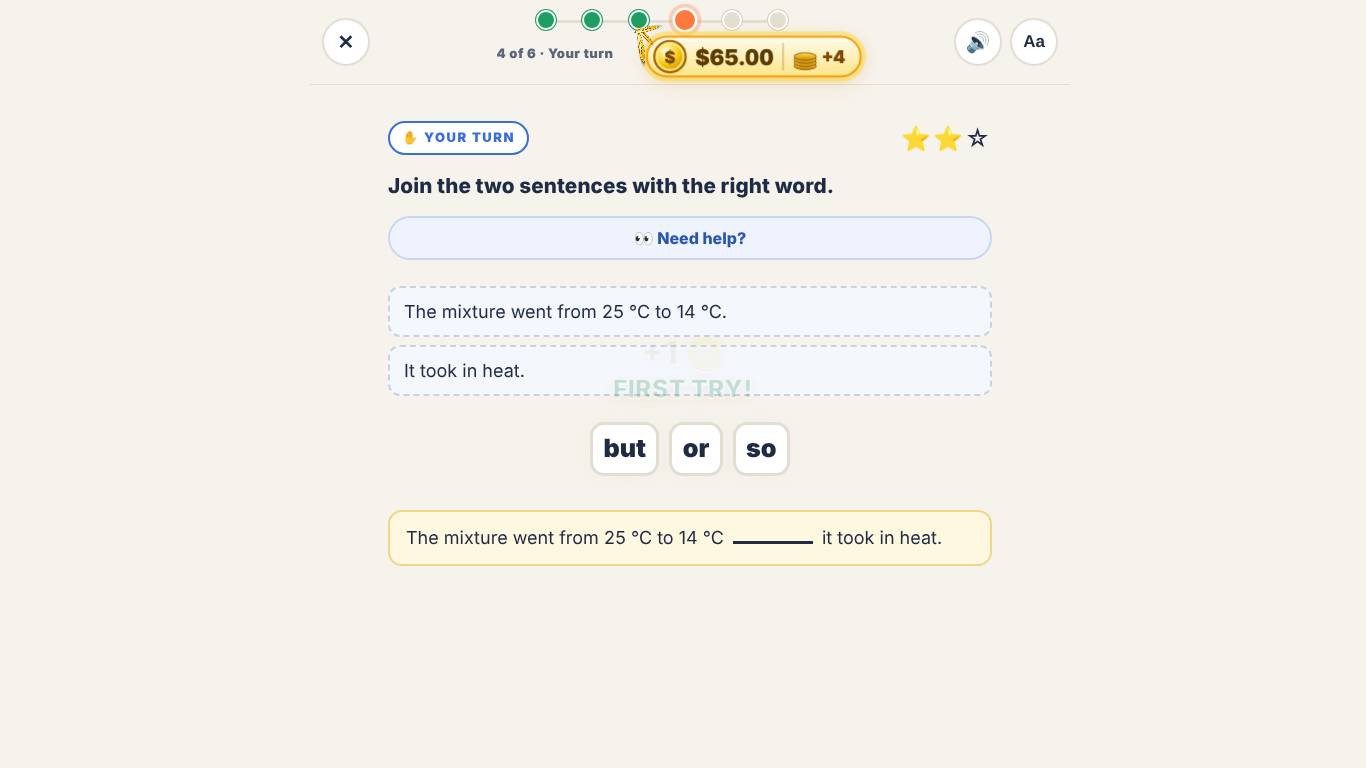 4 of 6 · Your turn
$ $65.00 +4
Aa
YOUR TURN
Join the two sentences with the right word.
Need help?
The mixture went from 25 °C to 14 °C.
+1
It took in heat.
FIRST TRY!
but or so
The mixture went from 25 °C to 14 °C ______ it took in heat.